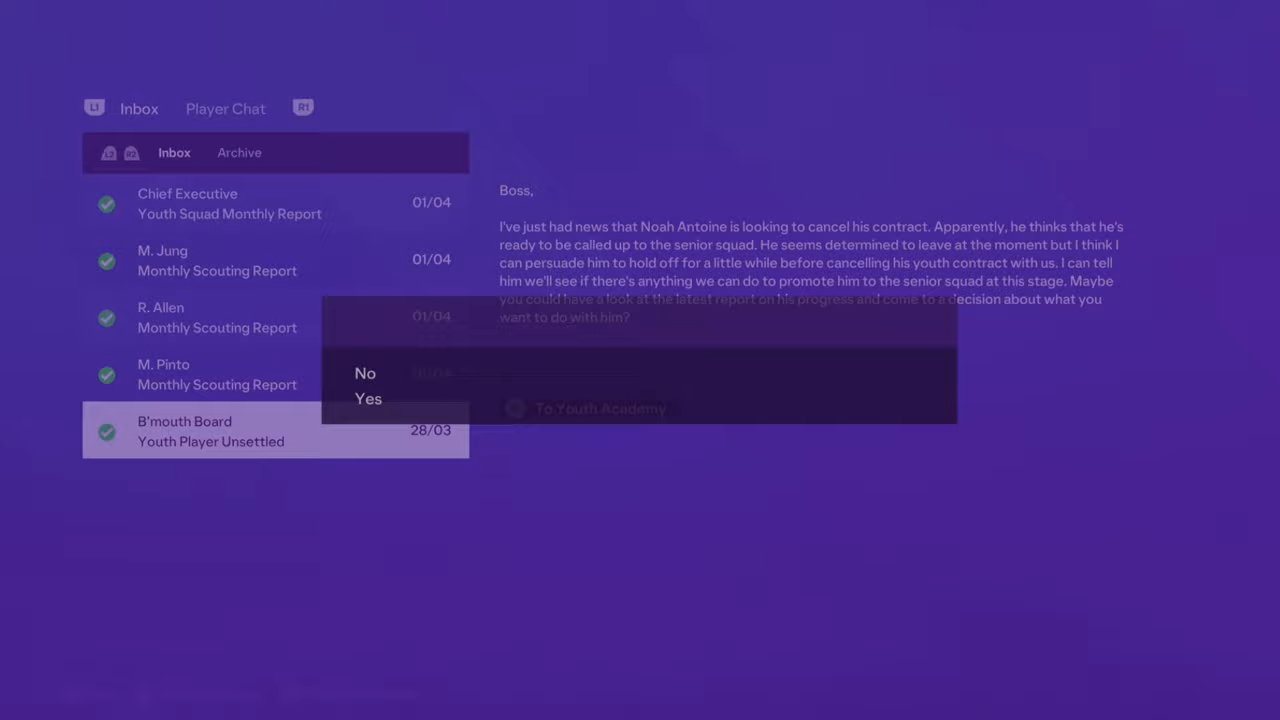 L1 Inbox Player Chat R1
L2 R2 Inbox Archive
Chief Executive
Youth Squad Monthly Report
01/04
M. Jung
Monthly Scouting Report
01/04
R. Allen
Monthly Scouting Report
01/04
M. Pinto
Monthly Scouting Report
B'mouth Board
Youth Player Unsettled
28/03
Boss,
I've just had news that Noah Antoine is looking to cancel his contract. Apparently, he thinks that he's
ready to be called up to the senior squad. He seems determined to leave at the moment but I think I
can persuade him to hold off for a little while before cancelling his youth contract with us. I can tell
him we'll see if there's anything we can do to promote him to the senior squad at this stage. Maybe
you could have a look at the latest report on his progress and come to a decision about what you
want to do with him?
No
Yes
To Youth Academy